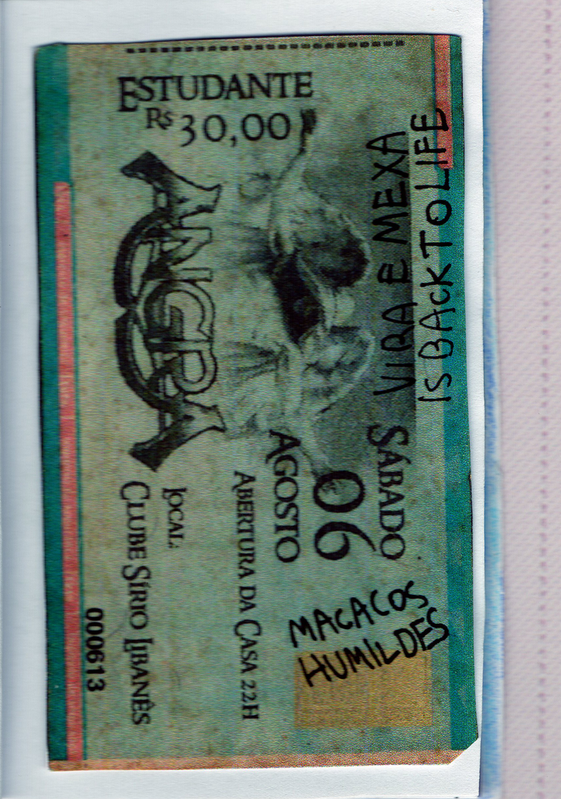 ESTUDANTE
R$ 30,00
ANGRA
VIRA E MEXA
IS BACK TO LIFE
SÁBADO
06
AGOSTO
ABERTURA DA CASA 22H
LOCAL:
CLUBE SÍRIO LIBANÊS
MACACOS
HUMILDES
000613